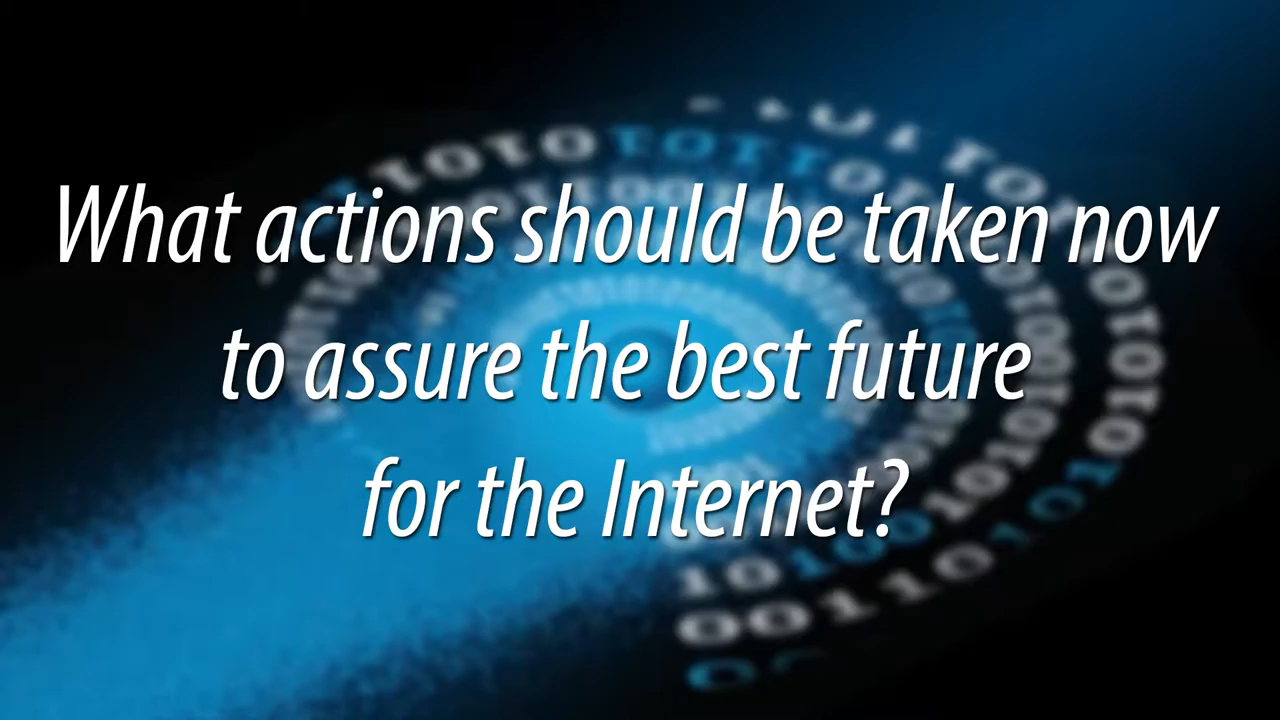 What actions should be taken now
to assure the best future
for the Internet?